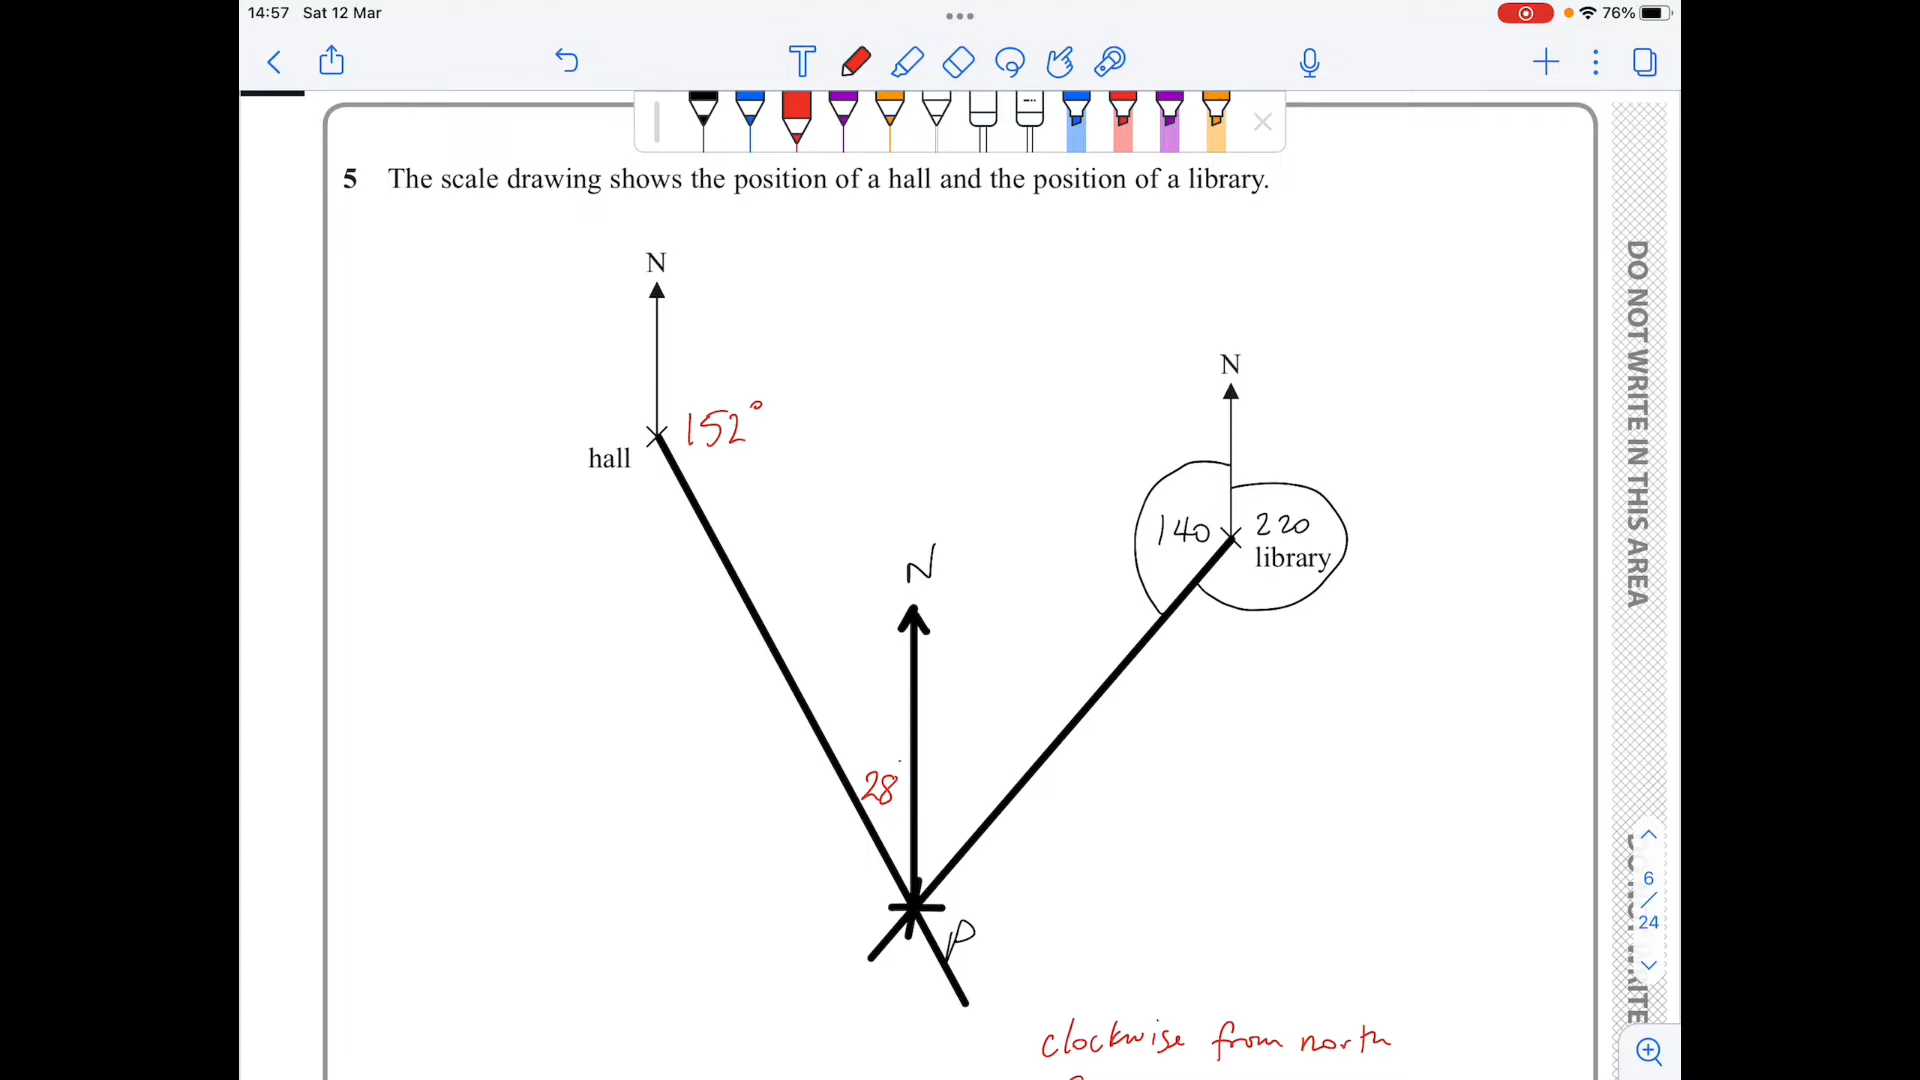 14:57 Sat 12 Mar
76%
T
5 The scale drawing shows the position of a hall and the position of a library.
N
N
152°
hall
140
220
library
N
28
P
clockwise from north
DO NOT WRITE IN THIS AREA
6
24